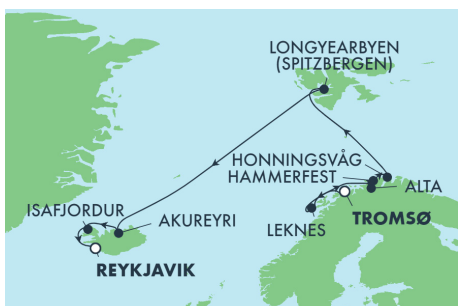 LONGYEARBYEN
(SPITZBERGEN)
HONNINGSVÅG
HAMMERFEST
ALTA
ISAFJORDUR
AKUREYRI
TROMSØ
LEKNES
REYKJAVIK